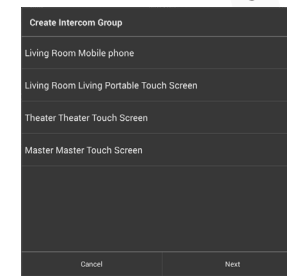 Create Intercom Group
Living Room Mobile phone
Living Room Living Portable Touch Screen
Theater Theater Touch Screen
Master Master Touch Screen
Cancel Next